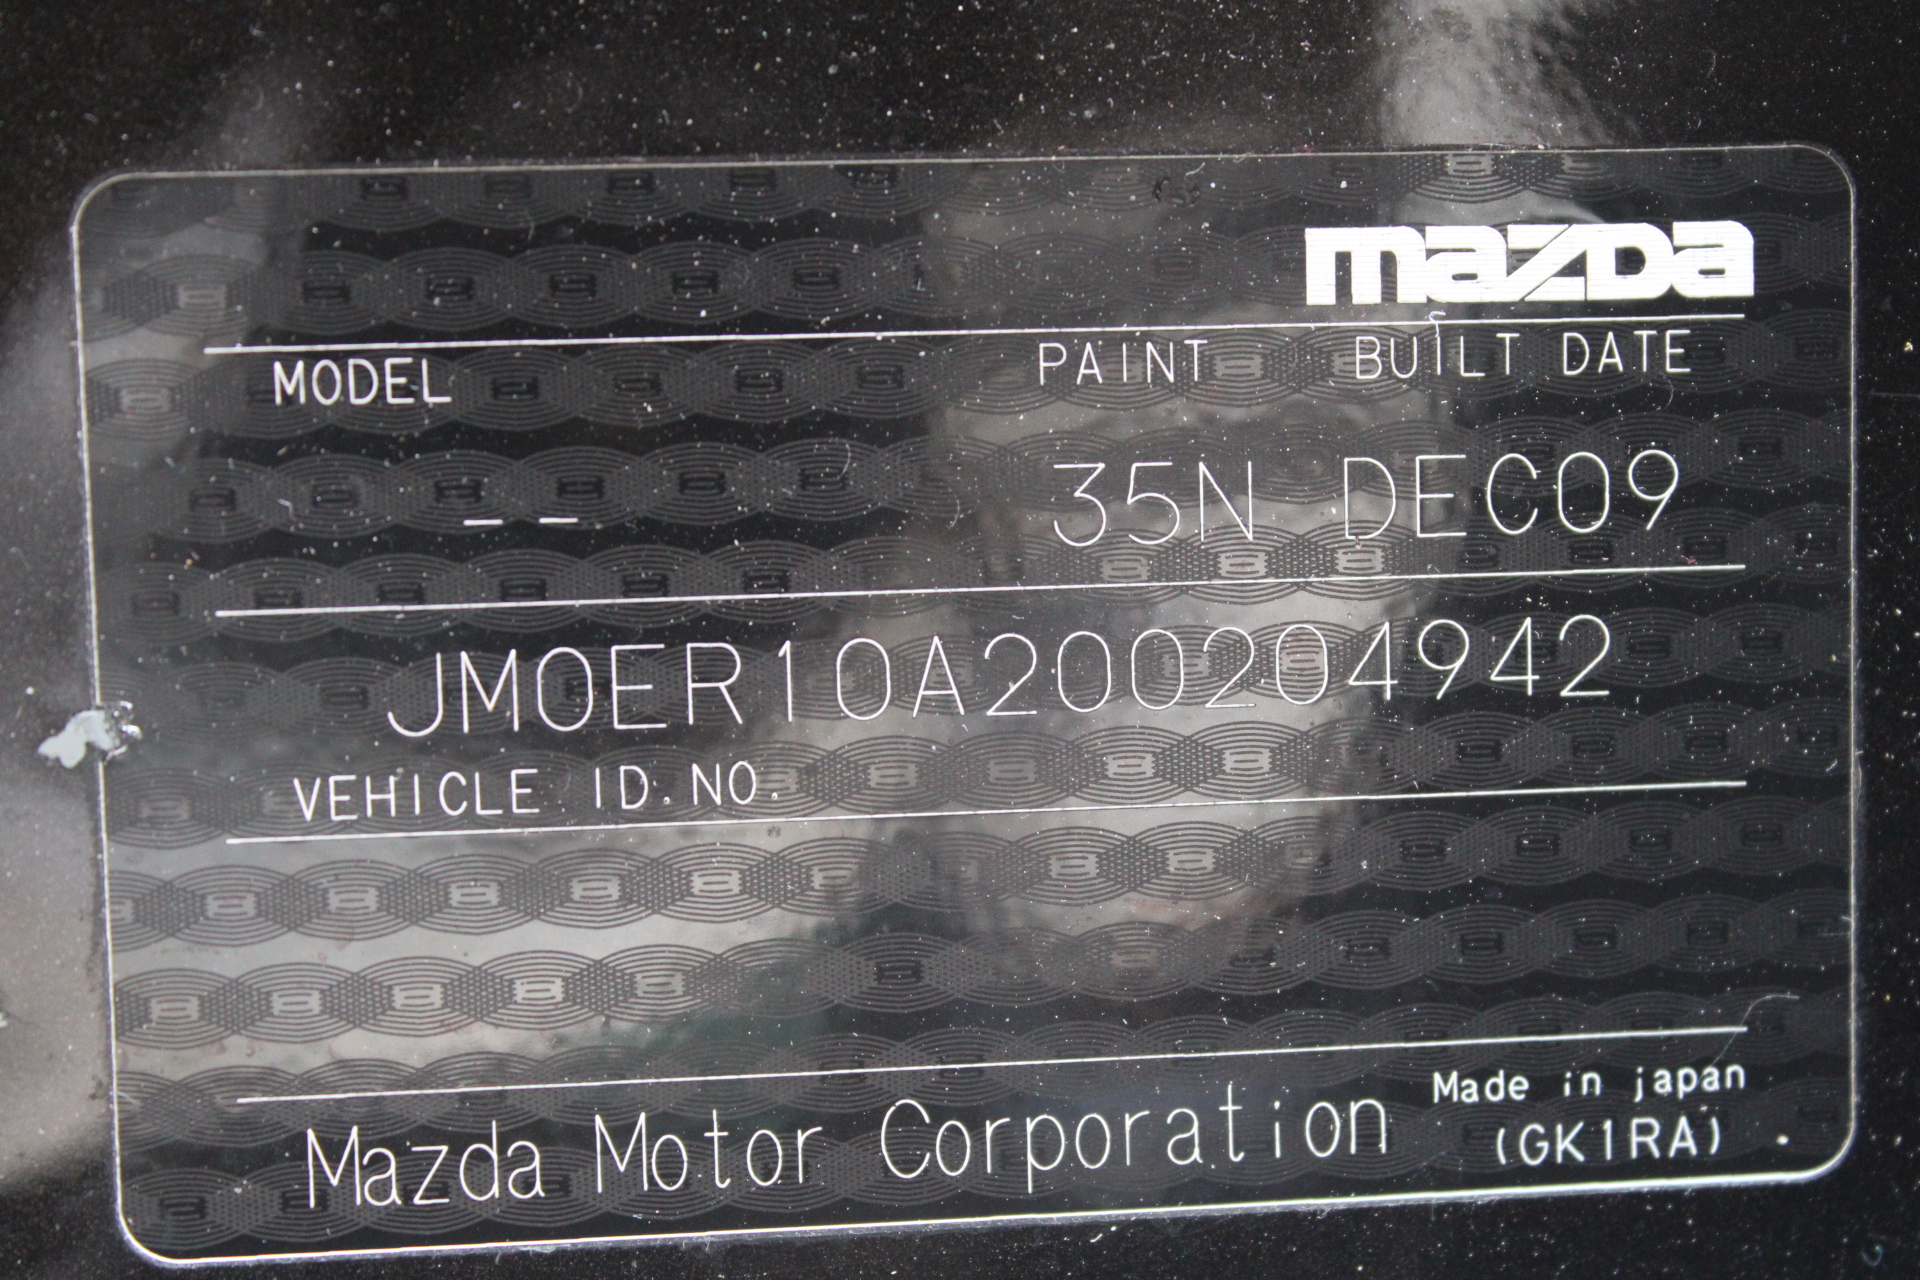 mazda
MODEL PAINT BUILT DATE
_ _ 35N DEC09
JM0ER10A200204942
VEHICLE ID.NO.
Mazda Motor Corporation Made in japan
(GK1RA)